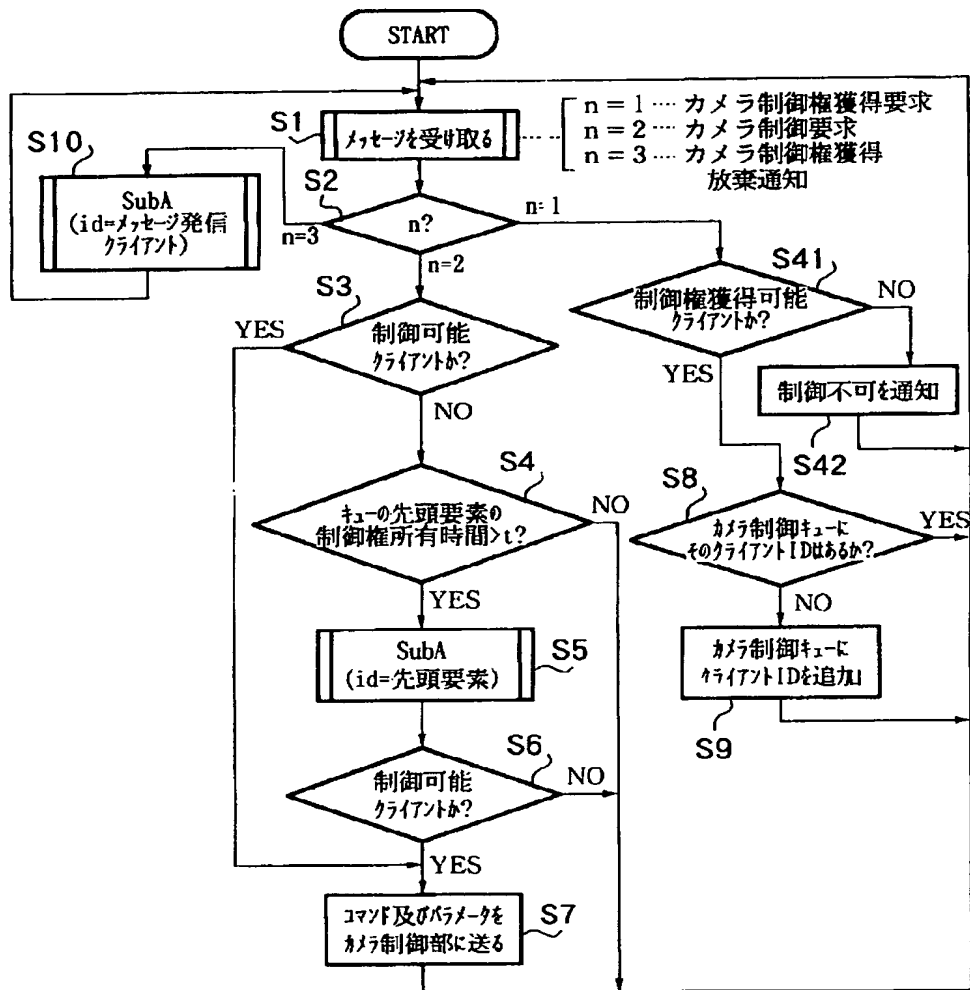 START
S1
メッセージを受け取る
n = 1 ···· カメラ制御権獲得要求
n = 2 ···· カメラ制御要求
n = 3 ···· カメラ制御権獲得
放棄通知
S10
SubA
(id=メッセージ発信
クライアント)
S2
n?
n=1
n=3
n=2
S3
制御可能
クライアントか?
YES
NO
S41
制御権獲得可能
クライアントか?
NO
YES
制御不可を通知
S42
S4
キューの先頭要素の
制御権所有時間>t?
NO
YES
S8
カメラ制御キューに
そのクライアントIDはあるか?
YES
NO
SubA
(id=先頭要素)
S5
カメラ制御キューに
クライアントIDを追加
S9
S6
制御可能
クライアントか?
NO
YES
コマンド及びパラメータを
カメラ制御部に送る
S7